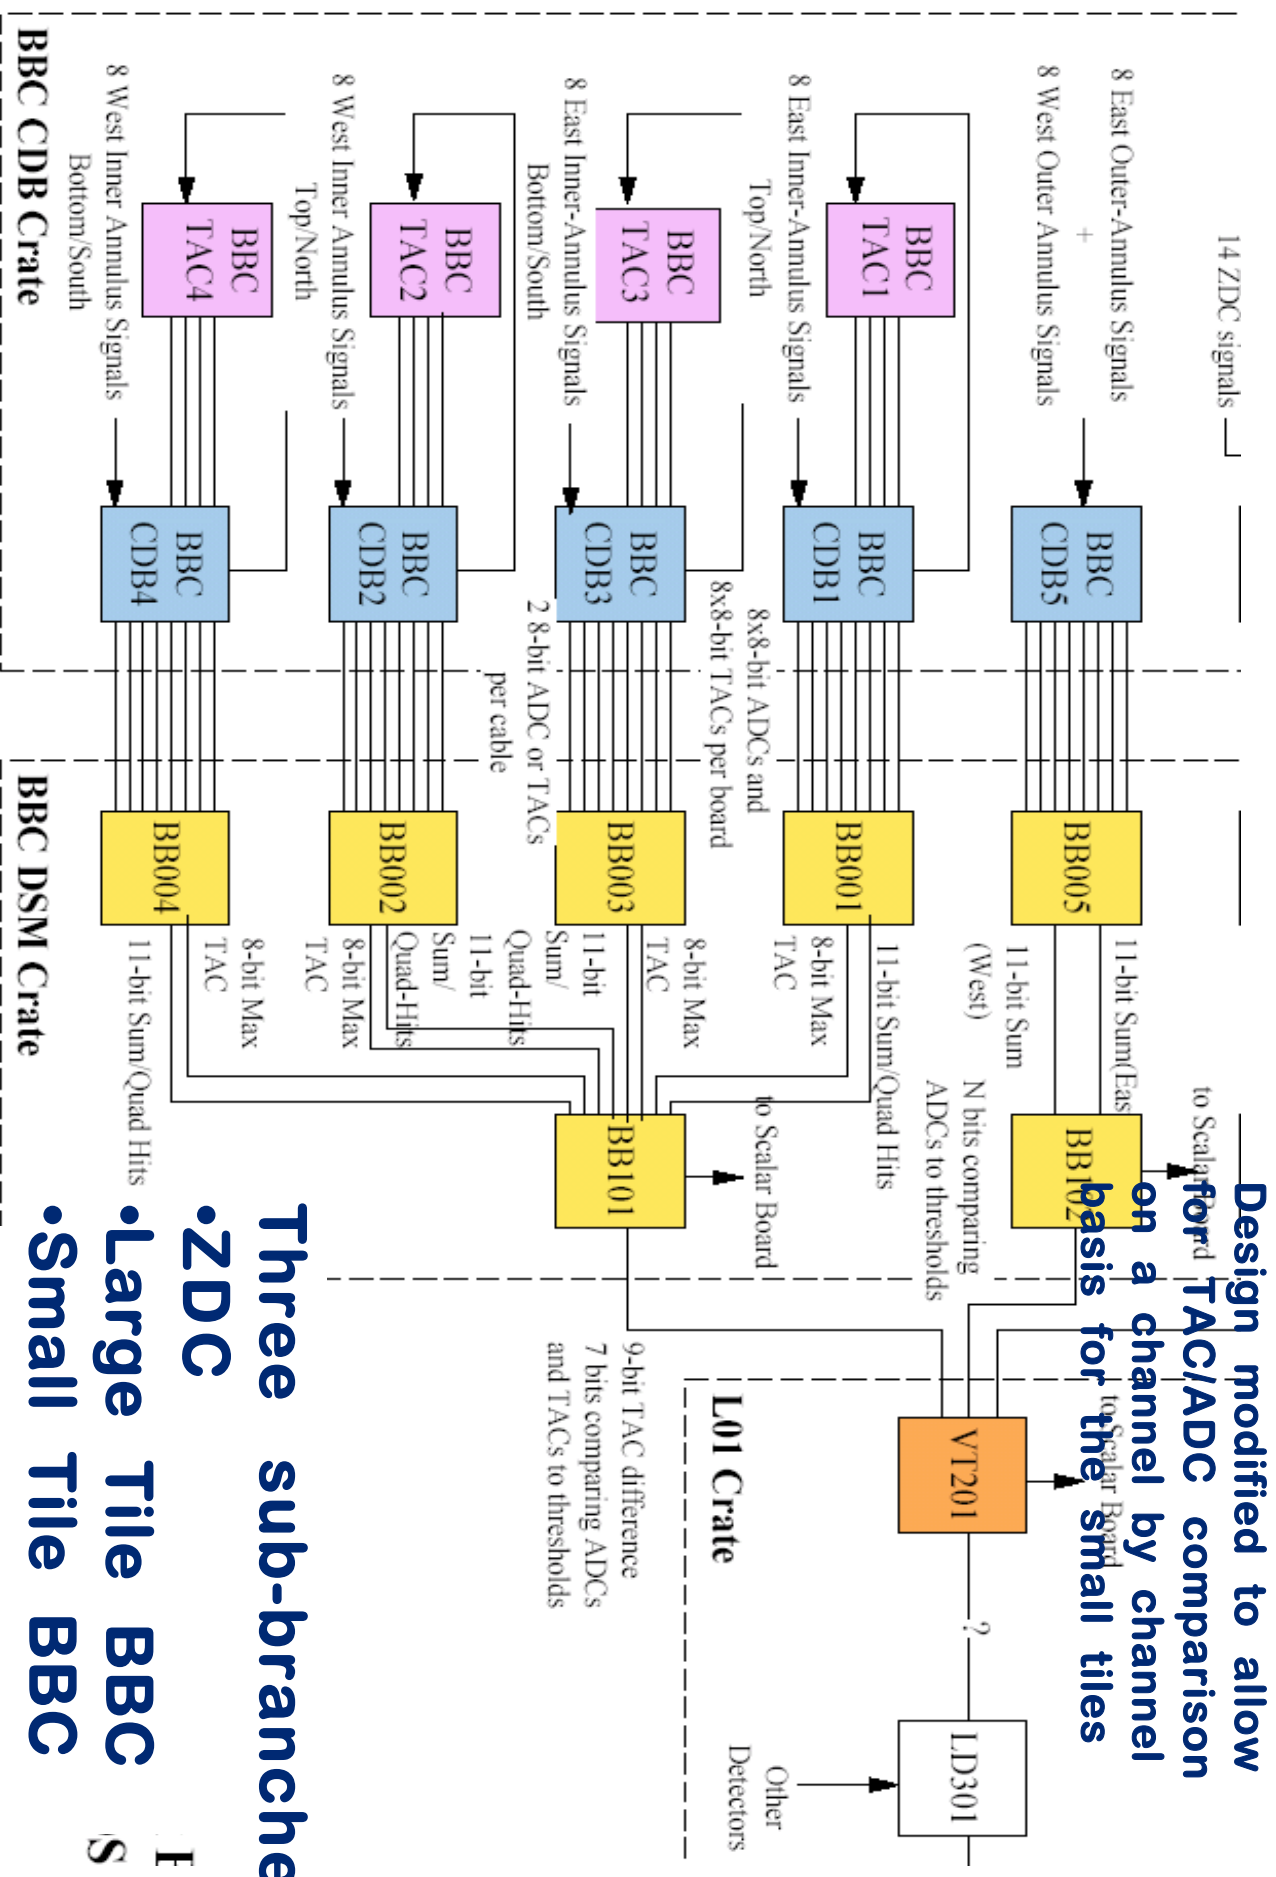 Design modified to allow
for TAC/ADC comparison
on a channel by channel
basis for the small tiles
14 ZDC signals
8 East Outer-Annulus Signals
+
8 West Outer Annulus Signals
BBC
CDB5
BB005
11-bit Sum(Eas
11-bit Sum
(West)
BB102
to Scalar Board
N bits comparing
ADCs to thresholds
to Scalar Board
VT201
?
LD301
Other
Detectors
L01 Crate
BBC
TAC1
8 East Inner-Annulus Signals
Top/North
BBC
CDB1
8x8-bit ADCs and
8x8-bit TACs per board
BB001
11-bit Sum/Quad Hits
8-bit Max
TAC
to Scalar Board
BBC
TAC3
8 East Inner-Annulus Signals
Bottom/South
BBC
CDB3
2 8-bit ADC or TACs
per cable
BB003
8-bit Max
TAC
11-bit
Sum/
Quad-Hits
BB101
9-bit TAC difference
7 bits comparing ADCs
and TACs to thresholds
BBC
TAC2
8 West Inner Annulus Signals
Top/North
BBC
CDB2
BB002
11-bit
Sum/
Quad-Hits
8-bit Max
TAC
BBC
TAC4
8 West Inner Annulus Signals
Bottom/South
BBC
CDB4
BB004
8-bit Max
TAC
11-bit Sum/Quad Hits
BBC CDB Crate
BBC DSM Crate
Three sub-branche
•ZDC
•Large Tile BBC
•Small Tile BBC